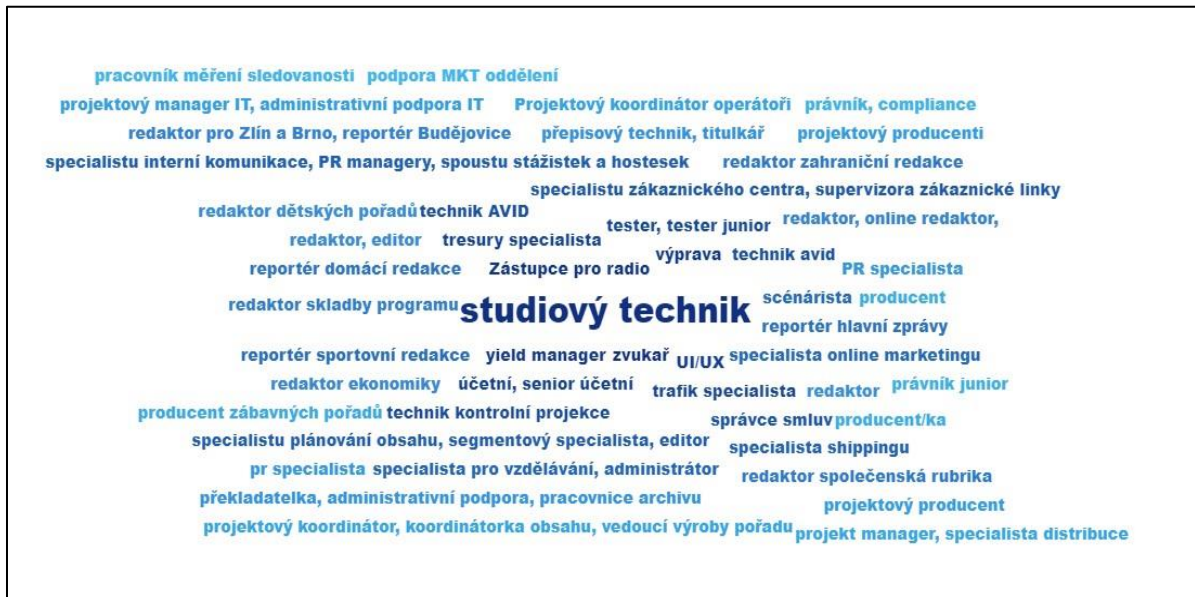 pracovník měření sledovanosti podpora MKT oddělení
projektový manager IT, administrativní podpora IT Projektový koordinátor operátoři právník, compliance
redaktor pro Zlín a Brno, reportér Budějovice přepisový technik, titulkář projektový producenti
specialistu interní komunikace, PR managery, spoustu stážistek a hostesek redaktor zahraniční redakce
specialistu zákaznického centra, supervizora zákaznické linky
redaktor dětských pořadů technik AVID
tester, tester junior redaktor, online redaktor,
redaktor, editor tresury specialista
výprava technik avid
reportér domácí redakce Zástupce pro radio PR specialista
redaktor skladby programu studiový technik scénárista producent
reportér hlavní zprávy
reportér sportovní redakce yield manager zvukař UI/UX specialista online marketingu
redaktor ekonomiky účetní, senior účetní trafik specialista redaktor právník junior
producent zábavných pořadů technik kontrolní projekce správce smluv producent/ka
specialistu plánování obsahu, segmentový specialista, editor specialista shippingu
pr specialista specialista pro vzdělávání, administrátor redaktor společenská rubrika
překladatelka, administrativní podpora, pracovnice archivu projektový producent
projektový koordinátor, koordinátorka obsahu, vedoucí výroby pořadu projekt manager, specialista distribuce